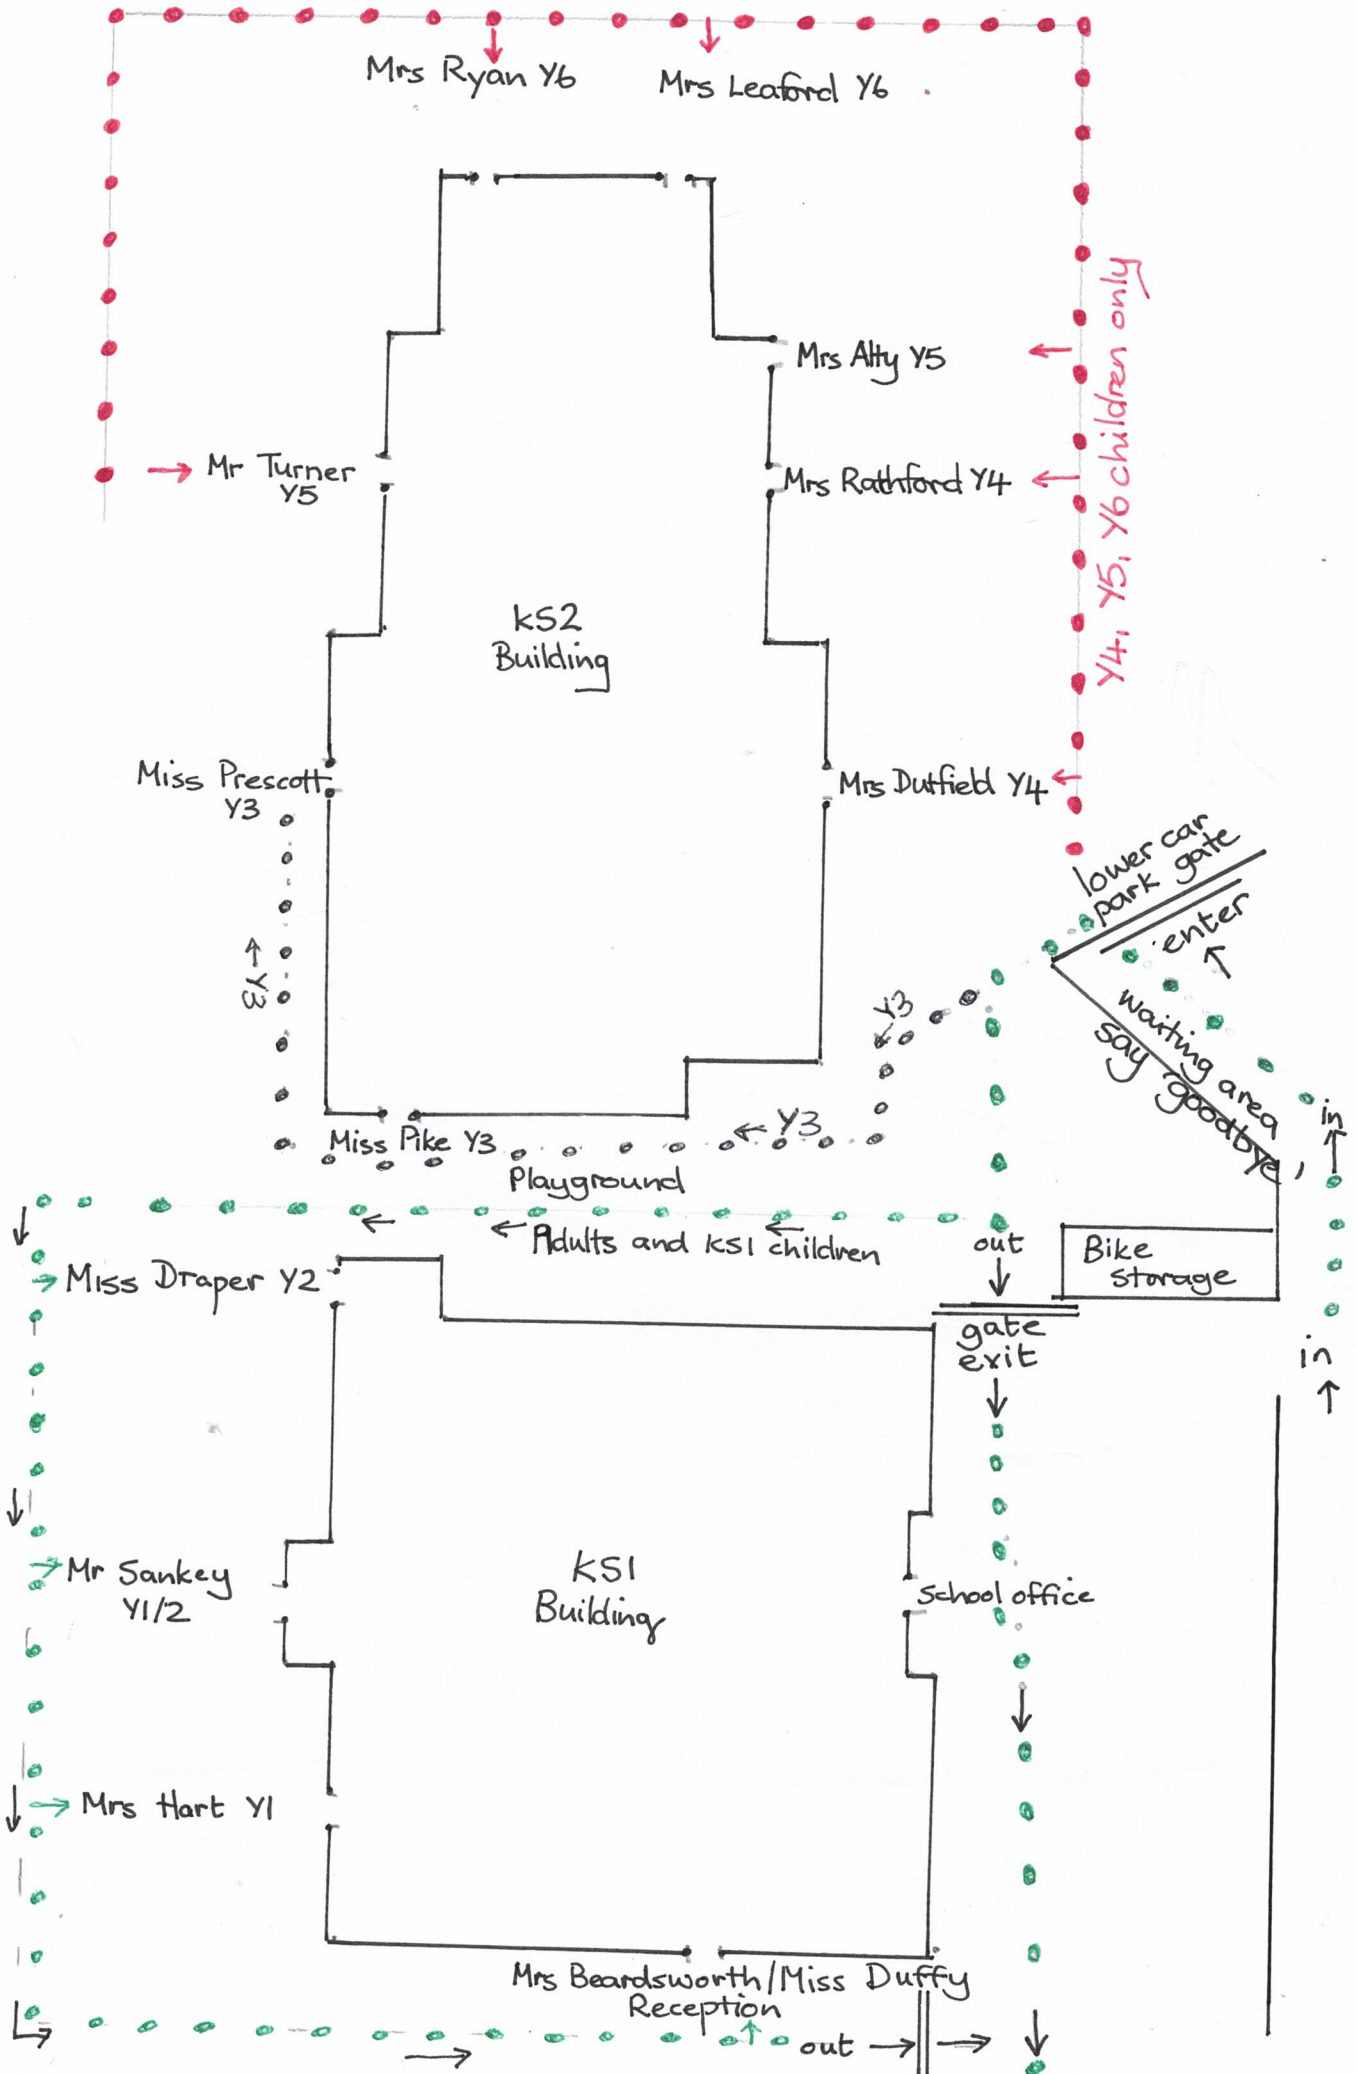 Mrs Ryan Y6
Mrs Leaford Y6
Mrs Alty Y5
Y4, Y5, Y6 children only
Mr Turner
Y5
Mrs Rathford Y4
KS2
Building
Miss Prescott
Y3
Mrs Dutfield Y4
lower car
park gate
enter
Y3
Y3
waiting area
say 'goodbye'
in
Y3
Miss Pike Y3
Playground
Adults and KS1 children
out
Bike
storage
Miss Draper Y2
gate
exit
in
Mr Sankey
Y1/2
KS1
Building
School office
Mrs Hart Y1
Mrs Beardsworth/Miss Duffy
Reception
out